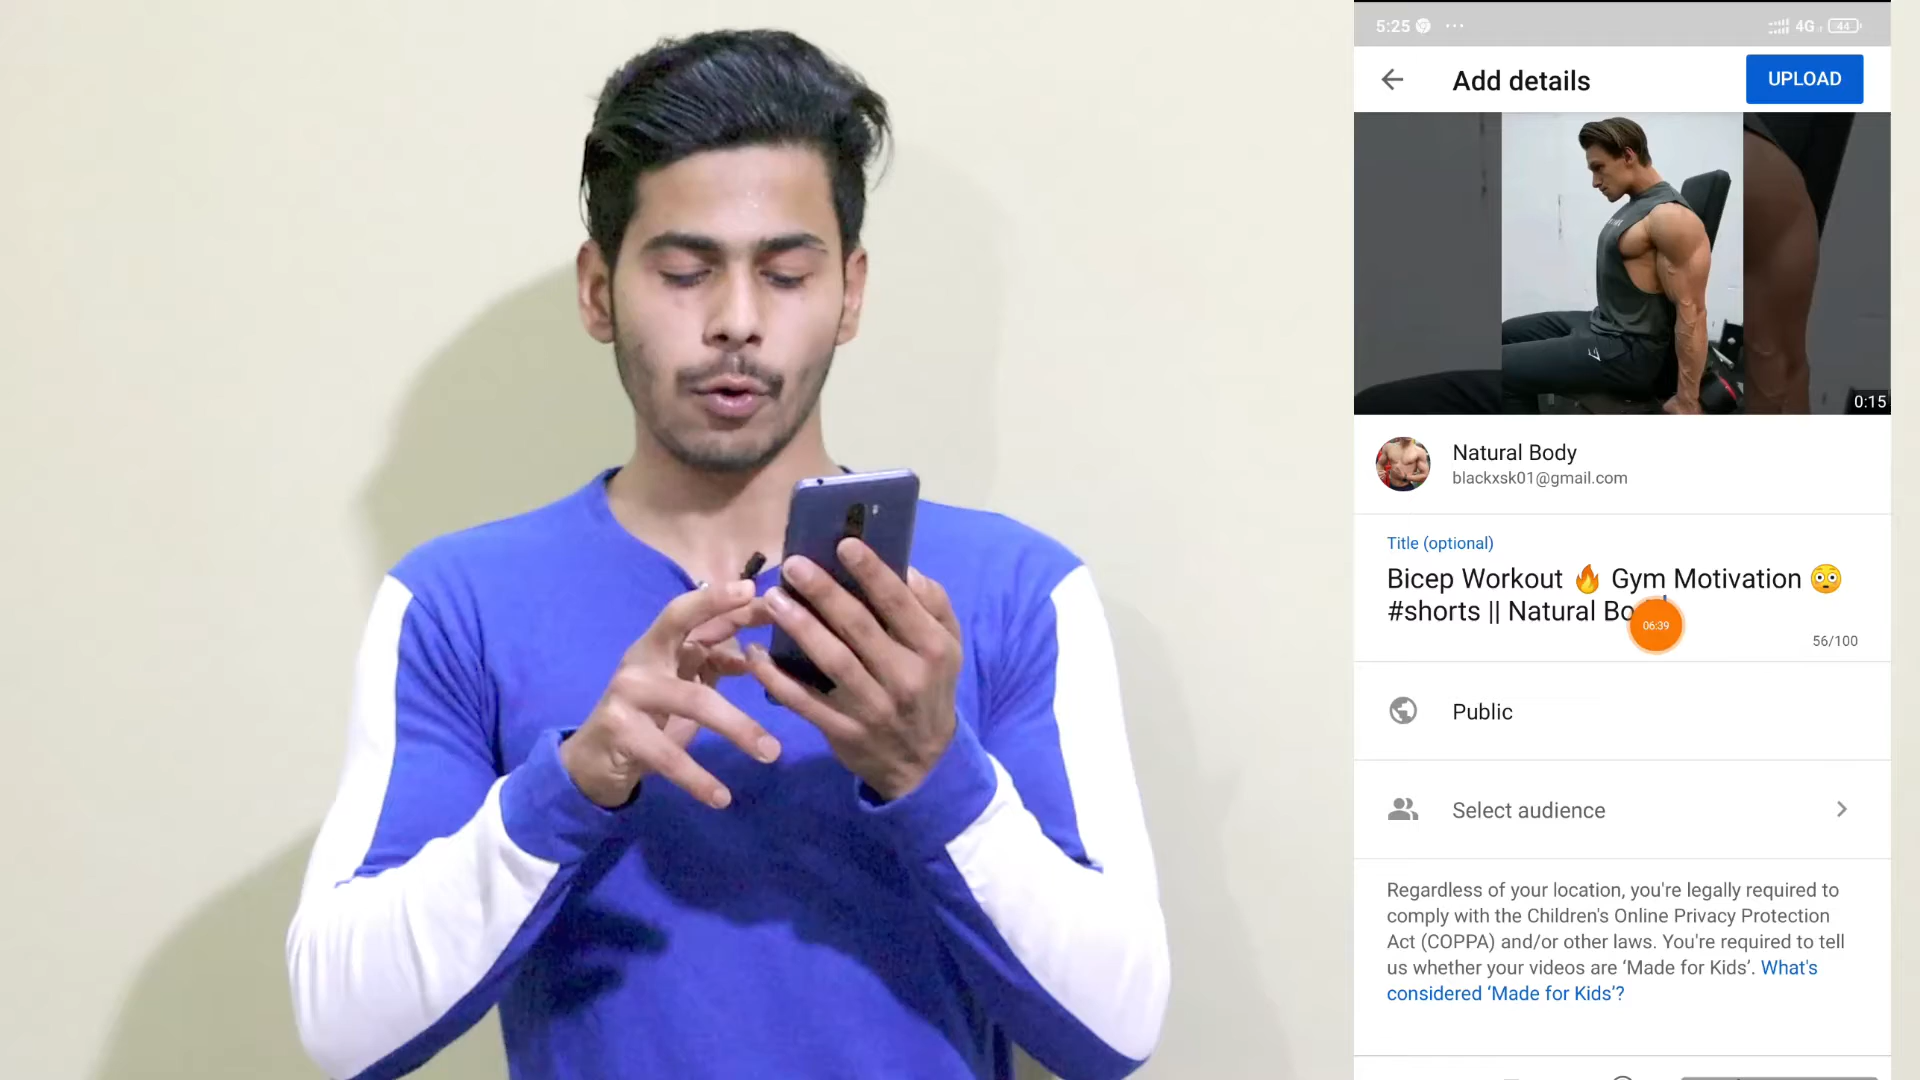 5:25
4G
44
Add details
UPLOAD
0:15
Natural Body
blackxsk01@gmail.com
Title (optional)
Bicep Workout 🔥 Gym Motivation 😳
#shorts || Natural Bo
06:39
56/100
Public
Select audience
Regardless of your location, you're legally required to
comply with the Children's Online Privacy Protection
Act (COPPA) and/or other laws. You're required to tell
us whether your videos are ‘Made for Kids’. What's
considered ‘Made for Kids’?